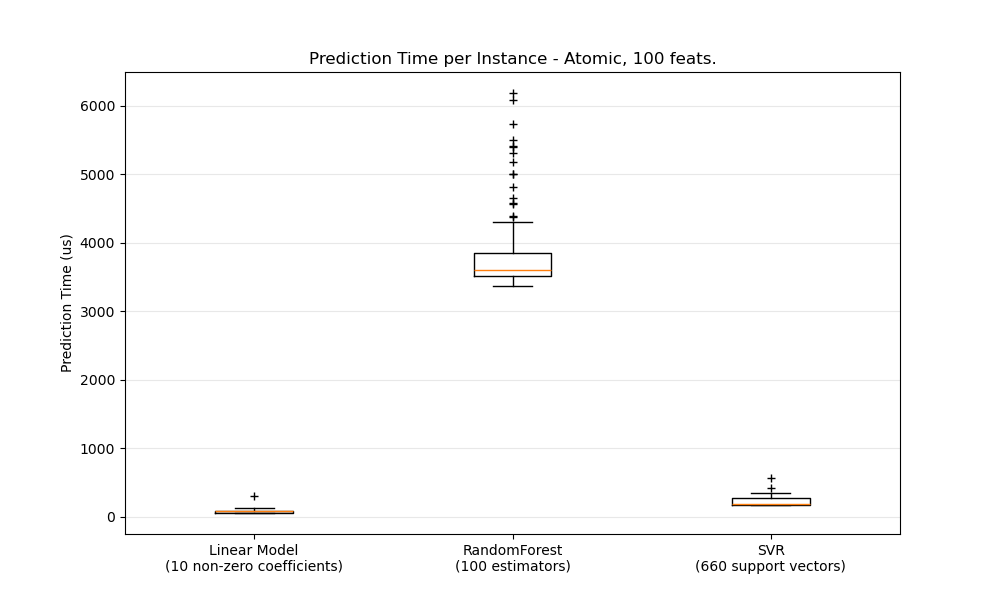 Prediction Time per Instance - Atomic, 100 feats.
Prediction Time (us)
6000
5000
4000
3000
2000
1000
0
Linear Model
(10 non-zero coefficients)
RandomForest
(100 estimators)
SVR
(660 support vectors)